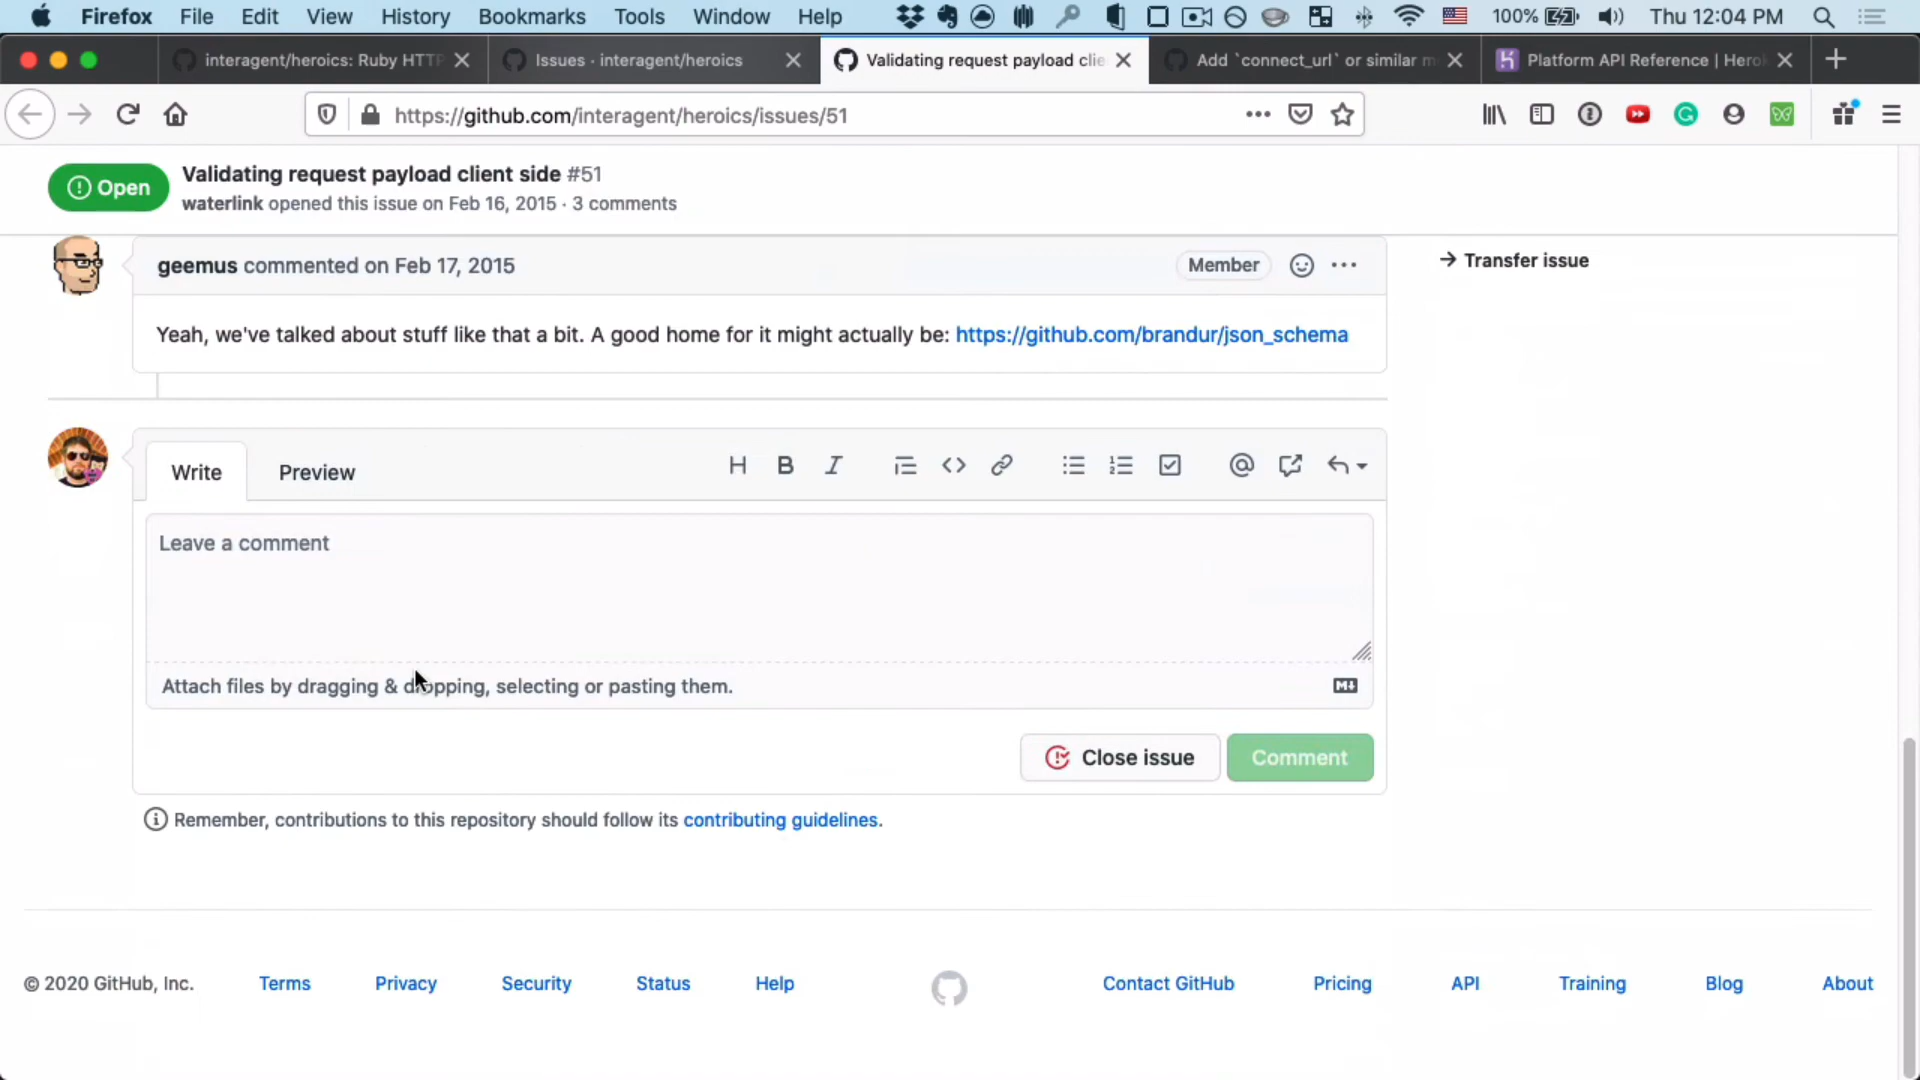 Firefox File Edit View History Bookmarks Tools Window Help 100% Thu 12:04 PM
interagent/heroics: Ruby HTTP Issues · interagent/heroics Validating request payload clie Add `connect_url` or similar m Platform API Reference | Hero
https://github.com/interagent/heroics/issues/51
Open
Validating request payload client side #51
waterlink opened this issue on Feb 16, 2015 · 3 comments
geemus commented on Feb 17, 2015 Member
Transfer issue
Yeah, we've talked about stuff like that a bit. A good home for it might actually be: https://github.com/brandur/json_schema
Write Preview
Leave a comment
Attach files by dragging & dropping, selecting or pasting them.
Close issue Comment
Remember, contributions to this repository should follow its contributing guidelines.
© 2020 GitHub, Inc. Terms Privacy Security Status Help Contact GitHub Pricing API Training Blog About